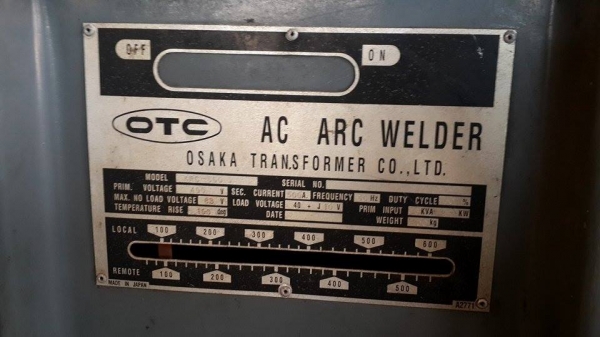 OFF ON
OTC AC ARC WELDER
OSAKA TRANSFORMER CO.,LTD.
MODEL SERIAL NO.
PRIM. VOLTAGE V SEC. CURRENT A FREQUENCY Hz DUTY CYCLE %
MAX. NO LOAD VOLTAGE V LOAD VOLTAGE 40 + J V PRIM INPUT KVA KW
TEMPERATURE RISE deg DATE WEIGHT kg
LOCAL 100 200 300 400 500 600
REMOTE 100 200 300 400 500
MADE IN JAPAN